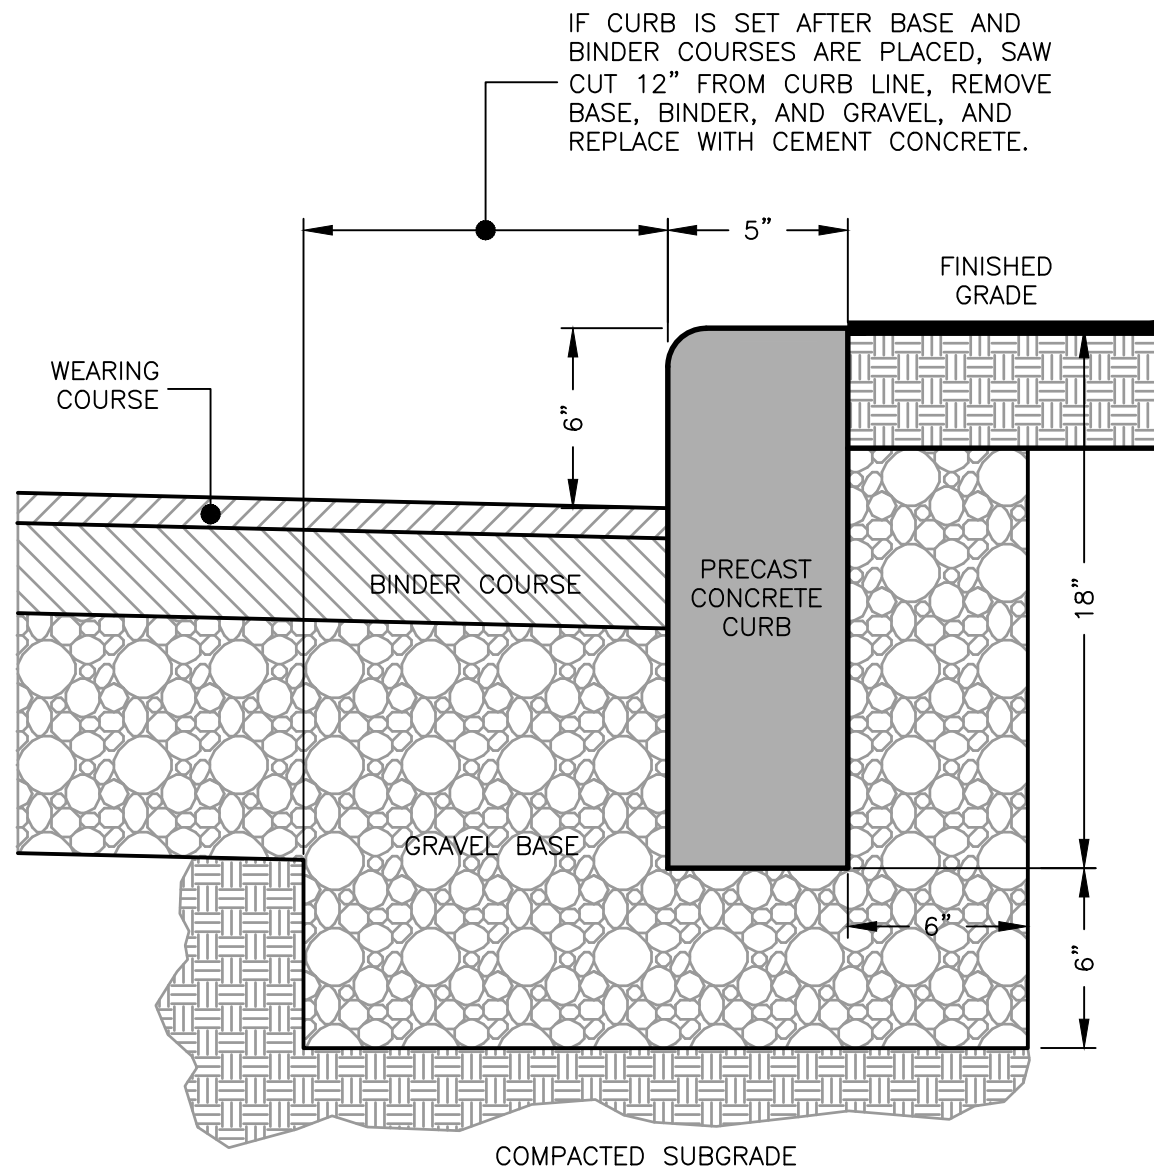 IF CURB IS SET AFTER BASE AND
BINDER COURSES ARE PLACED, SAW
CUT 12” FROM CURB LINE, REMOVE
BASE, BINDER, AND GRAVEL, AND
REPLACE WITH CEMENT CONCRETE.
5”
FINISHED
GRADE
WEARING
COURSE
6”
BINDER COURSE
PRECAST
CONCRETE
CURB
18”
GRAVEL BASE
6”
6”
COMPACTED SUBGRADE